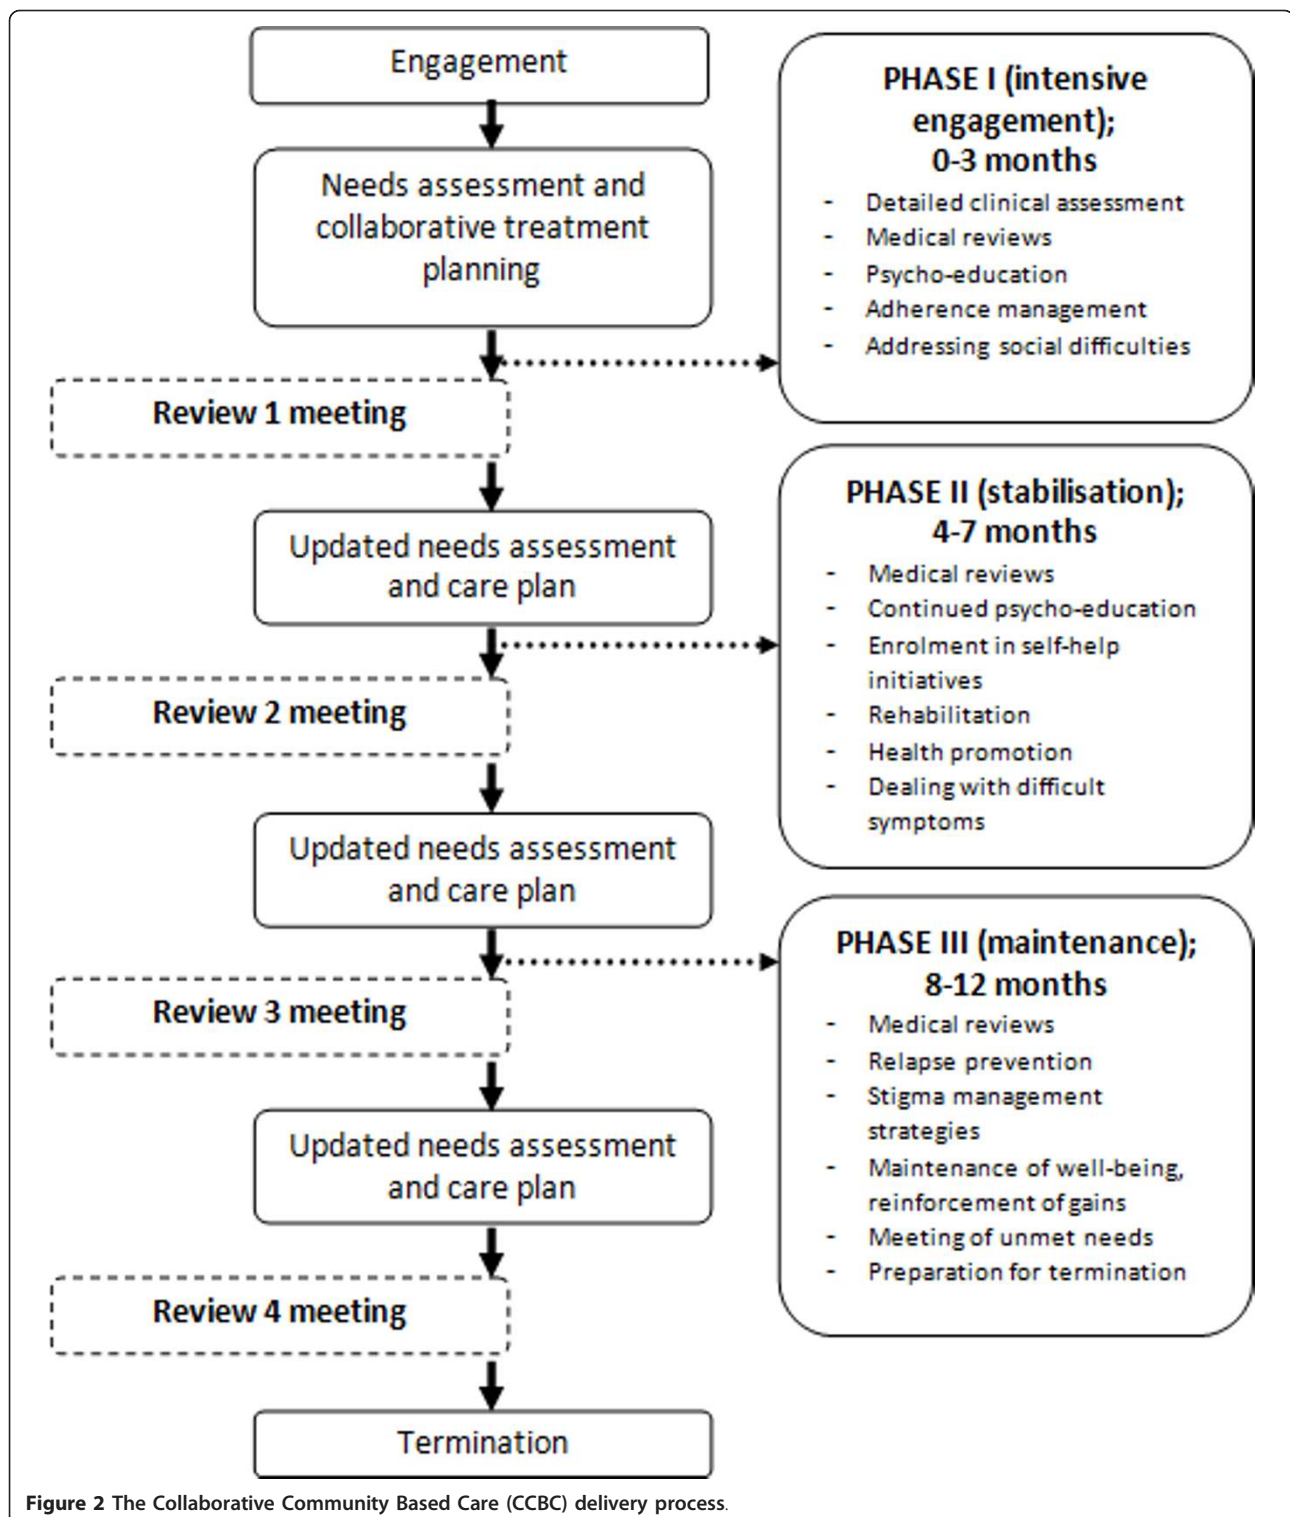 Engagement
Needs assessment and
collaborative treatment
planning
Review 1 meeting
Updated needs assessment
and care plan
Review 2 meeting
Updated needs assessment
and care plan
Review 3 meeting
Updated needs assessment
and care plan
Review 4 meeting
Termination
PHASE I (intensive
engagement);
0-3 months
- Detailed clinical assessment
- Medical reviews
- Psycho-education
- Adherence management
- Addressing social difficulties
PHASE II (stabilisation);
4-7 months
- Medical reviews
- Continued psycho-education
- Enrolment in self-help
initiatives
- Rehabilitation
- Health promotion
- Dealing with difficult
symptoms
PHASE III (maintenance);
8-12 months
- Medical reviews
- Relapse prevention
- Stigma management
strategies
- Maintenance of well-being,
reinforcement of gains
- Meeting of unmet needs
- Preparation for termination
Figure 2 The Collaborative Community Based Care (CCBC) delivery process.